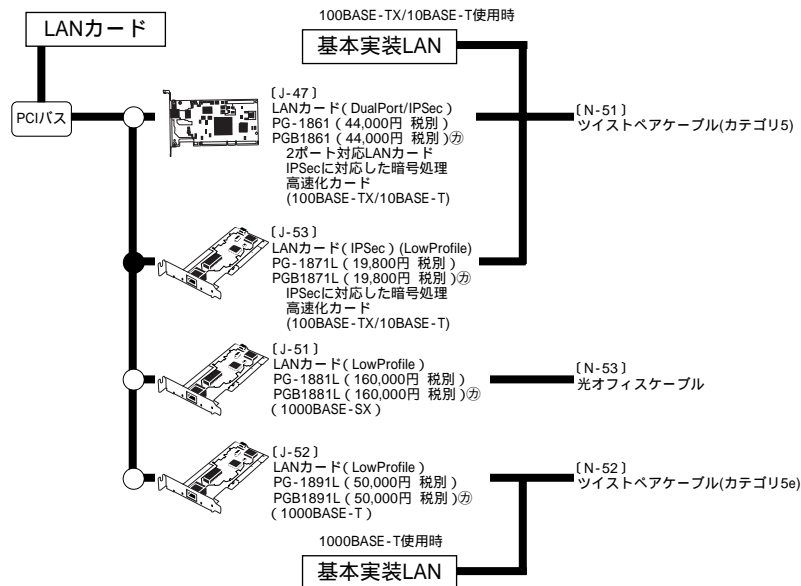 100BASE-TX/10BASE-T使用時
LANカード
基本実装LAN
PCIバス
〔J-47〕
LANカード(DualPort/IPSec)
PG-1861(44,000円 税別)
PGB1861(44,000円 税別)㋕
2ポート対応LANカード
IPSecに対応した暗号処理
高速化カード
(100BASE-TX/10BASE-T)
〔N-51〕
ツイストペアケーブル(カテゴリ5)
〔J-53〕
LANカード(IPSec)(LowProfile)
PG-1871L(19,800円 税別)
PGB1871L(19,800円 税別)㋕
IPSecに対応した暗号処理
高速化カード
(100BASE-TX/10BASE-T)
〔J-51〕
LANカード(LowProfile)
PG-1881L(160,000円 税別)
PGB1881L(160,000円 税別)㋕
(1000BASE-SX)
〔N-53〕
光オフィスケーブル
〔J-52〕
LANカード(LowProfile)
PG-1891L(50,000円 税別)
PGB1891L(50,000円 税別)㋕
(1000BASE-T)
〔N-52〕
ツイストペアケーブル(カテゴリ5e)
1000BASE-T使用時
基本実装LAN